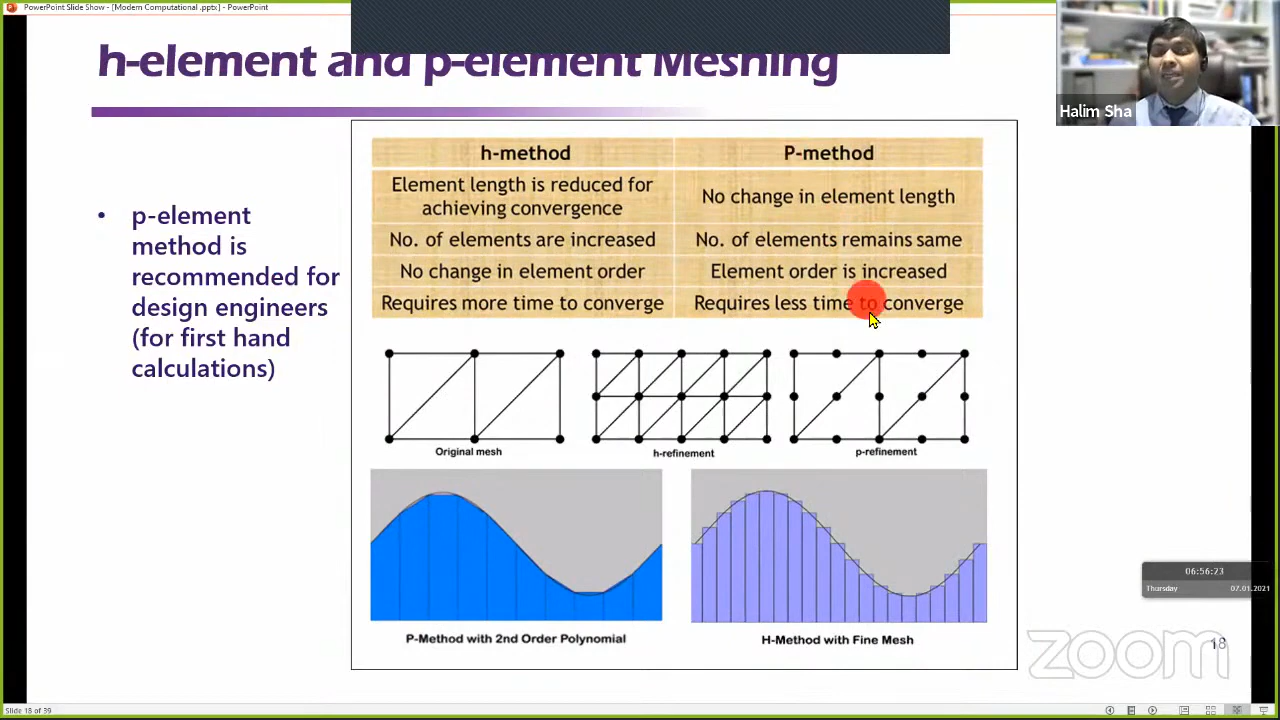 PowerPoint Slide Show - [Modern Computational .pptx] - PowerPoint
h-element and p-element Meshing
Halim Sha
• p-element
method is
recommended for
design engineers
(for first hand
calculations)
h-method P-method
Element length is reduced for
achieving convergence
No change in element length
No. of elements are increased No. of elements remains same
No change in element order Element order is increased
Requires more time to converge Requires less time to converge
Original mesh h-refinement p-refinement
P-Method with 2nd Order Polynomial H-Method with Fine Mesh
06:56:23
Thursday 07.01.2021
18
zoom
Slide 18 of 39